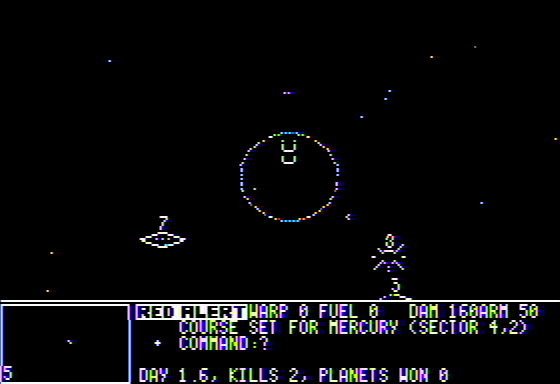 7
0
5
RED ALERT WARP 0 FUEL 0 DAM 160ARM 50
COURSE SET FOR MERCURY (SECTOR 4,2)
COMMAND:?
5
DAY 1.6, KILLS 2, PLANETS WON 0